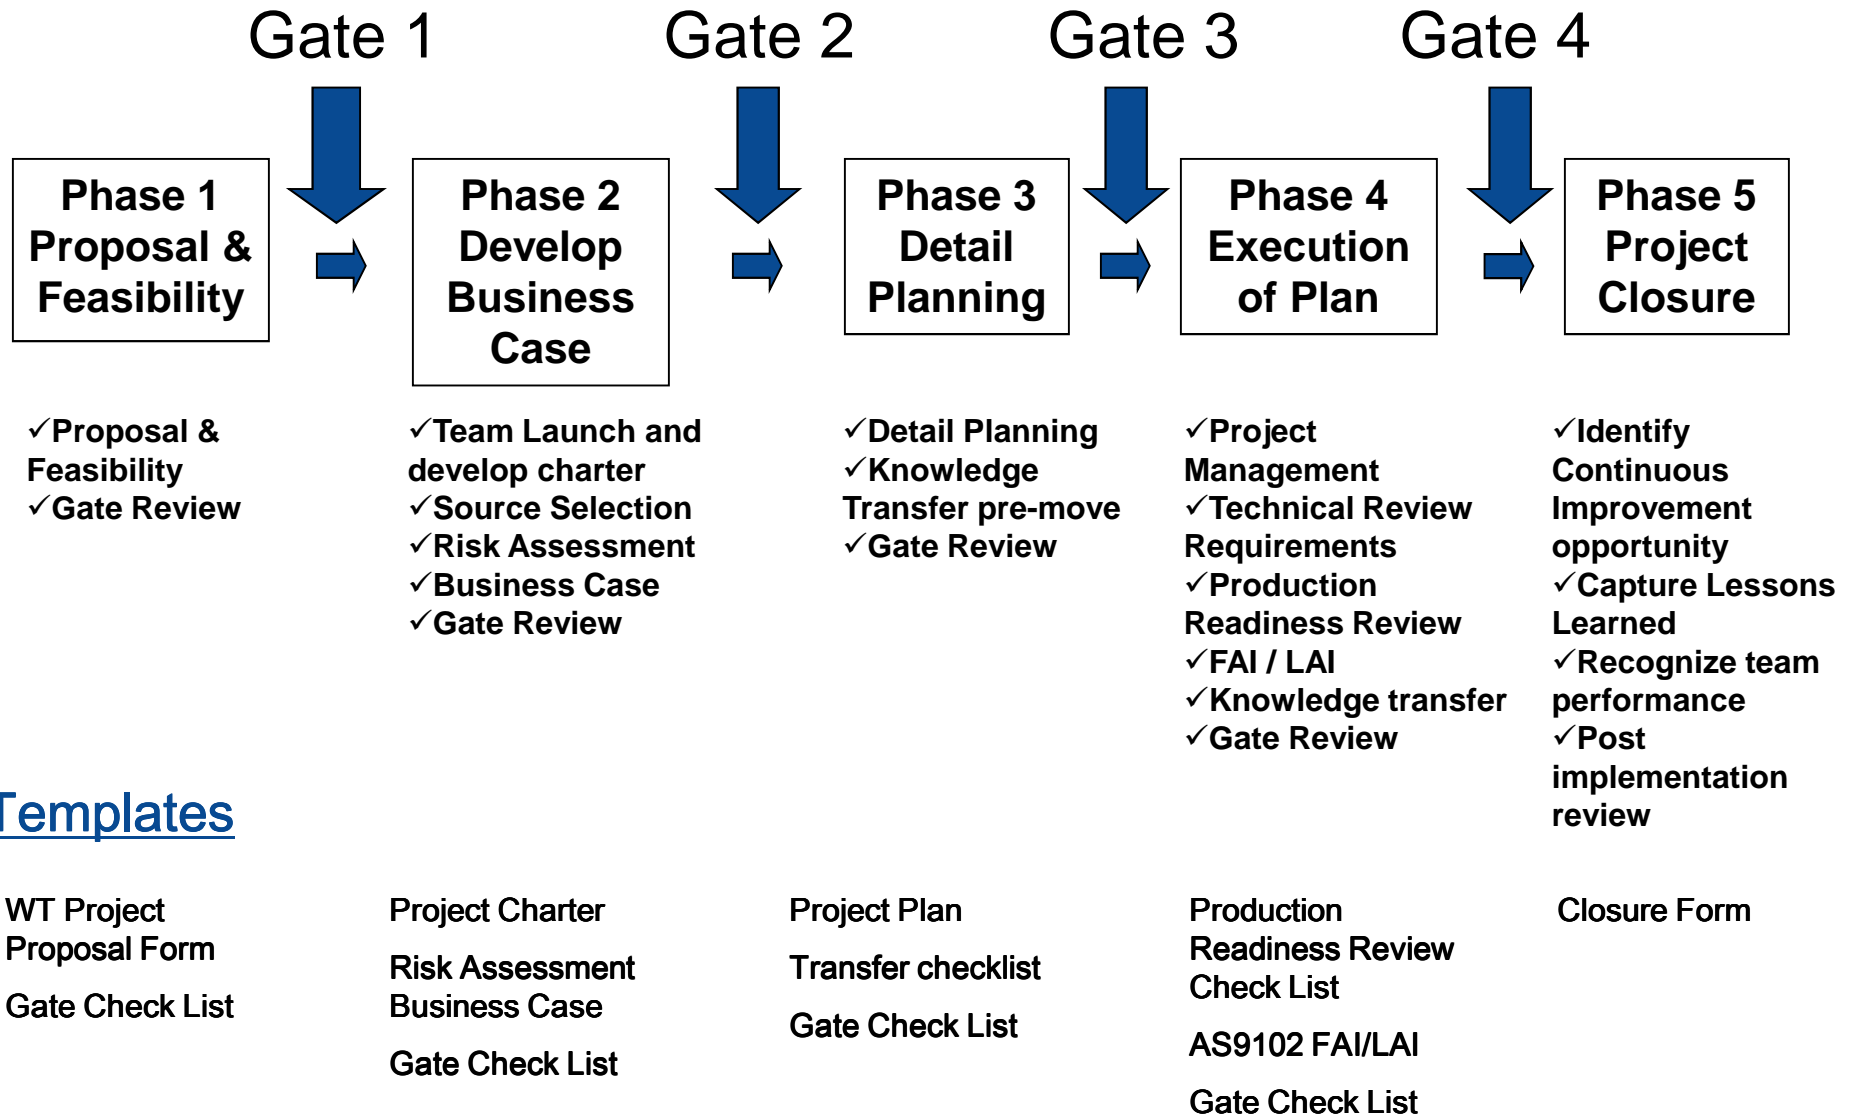 Gate 1
Gate 2
Gate 3
Gate 4
Phase 1
Proposal &
Feasibility
Phase 2
Develop
Business
Case
Phase 3
Detail
Planning
Phase 4
Execution
of Plan
Phase 5
Project
Closure
✓Proposal &
Feasibility
✓Gate Review
✓Team Launch and
develop charter
✓Source Selection
✓Risk Assessment
✓Business Case
✓Gate Review
✓Detail Planning
✓Knowledge
Transfer pre-move
✓Gate Review
✓Project
Management
✓Technical Review
Requirements
✓Production
Readiness Review
✓FAI / LAI
✓Knowledge transfer
✓Gate Review
✓Identify
Continuous
Improvement
opportunity
✓Capture Lessons
Learned
✓Recognize team
performance
✓Post
implementation
review
Templates
WT Project
Proposal Form
Gate Check List
Project Charter
Risk Assessment
Business Case
Gate Check List
Project Plan
Transfer checklist
Gate Check List
Production
Readiness Review
Check List
AS9102 FAI/LAI
Gate Check List
Closure Form